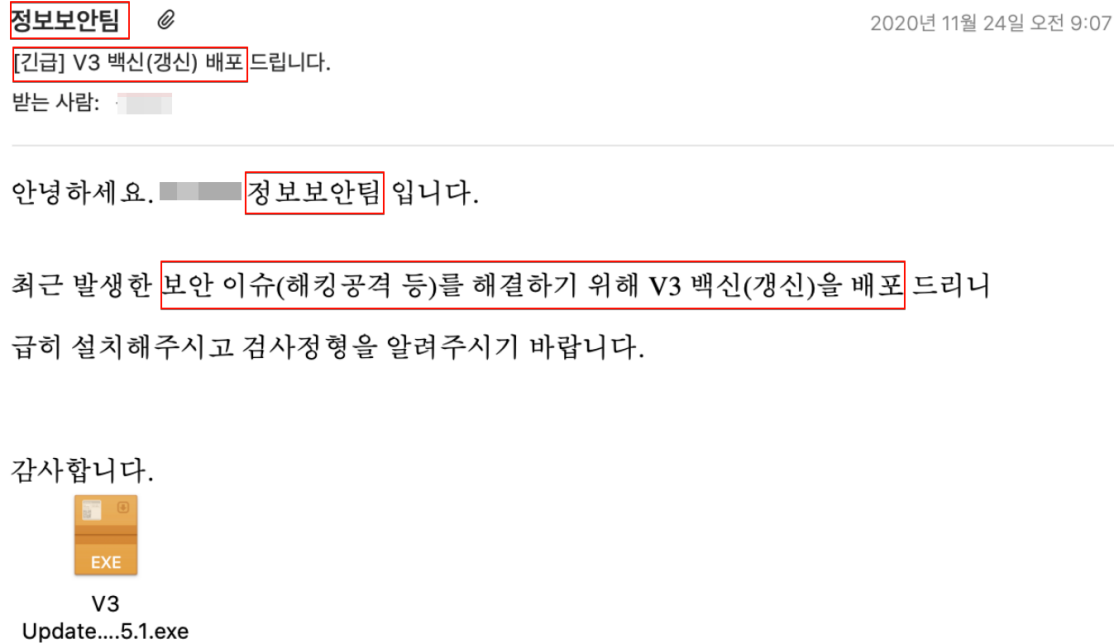 정보보안팀
2020년 11월 24일 오전 9:07
[긴급] V3 백신(갱신) 배포 드립니다.
받는 사람:
안녕하세요. 정보보안팀 입니다.
최근 발생한 보안 이슈(해킹공격 등)를 해결하기 위해 V3 백신(갱신)을 배포 드리니
급히 설치해주시고 검사정형을 알려주시기 바랍니다.
감사합니다.
EXE
V3
Update....5.1.exe